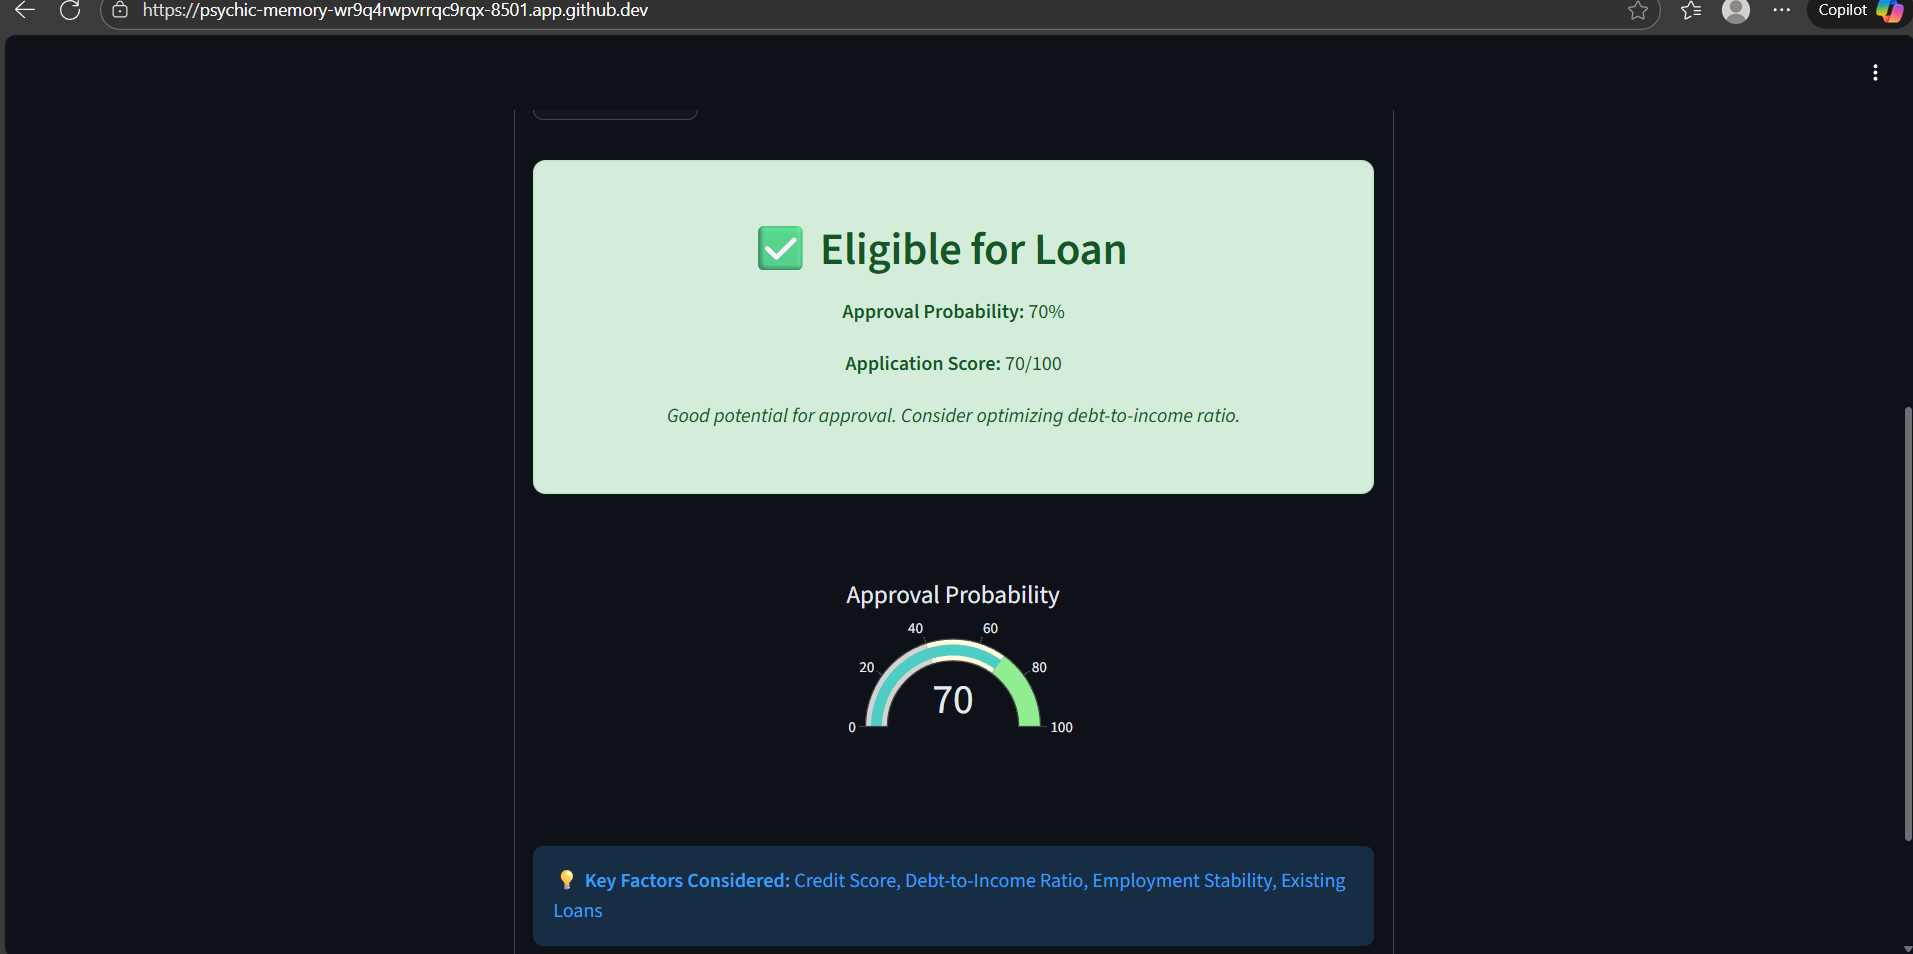 https://psychic-memory-wr9q4rwpvrrqc9rqx-8501.app.github.dev
Copilot
✅ Eligible for Loan
Approval Probability: 70%
Application Score: 70/100
Good potential for approval. Consider optimizing debt-to-income ratio.
Approval Probability
40 60
20 80
70
0 100
💡 Key Factors Considered: Credit Score, Debt-to-Income Ratio, Employment Stability, Existing
Loans